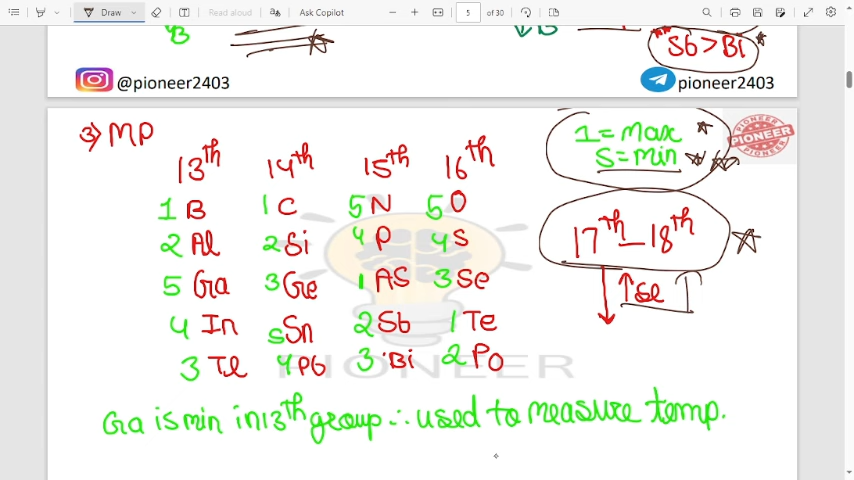 Draw
Read aloud
Ask Copilot
5
of 30
B
B
Sb > Bi
@pioneer2403
pioneer2403
3) MP
1 = Max
5 = Min
PIONEER
13th 14th 15th 16th
1 B 1 C 5 N 5 O
17th – 18th
2 Al 2 Si 4 P 4 S
5 Ga 3 Ge 1 AS 3 Se
↓ ↑se
4 In 5 Sn 2 Sb 1 Te
3 Tl 4 Pb 3 Bi 2 Po
PIONEER
Ga is min in 13th group ∴ used to measure temp.